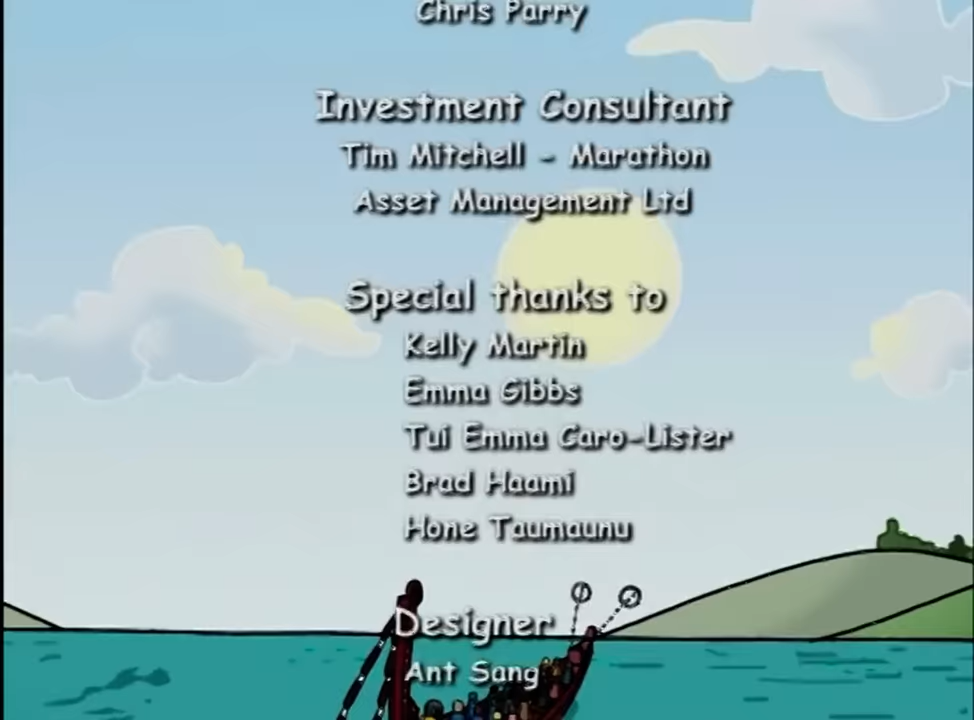 Chris Parry
Investment Consultant
Tim Mitchell - Marathon
Asset Management Ltd
Special thanks to
Kelly Martin
Emma Gibbs
Tui Emma Caro-Lister
Brad Haami
Hone Taumaunu
Designer
Ant Sang